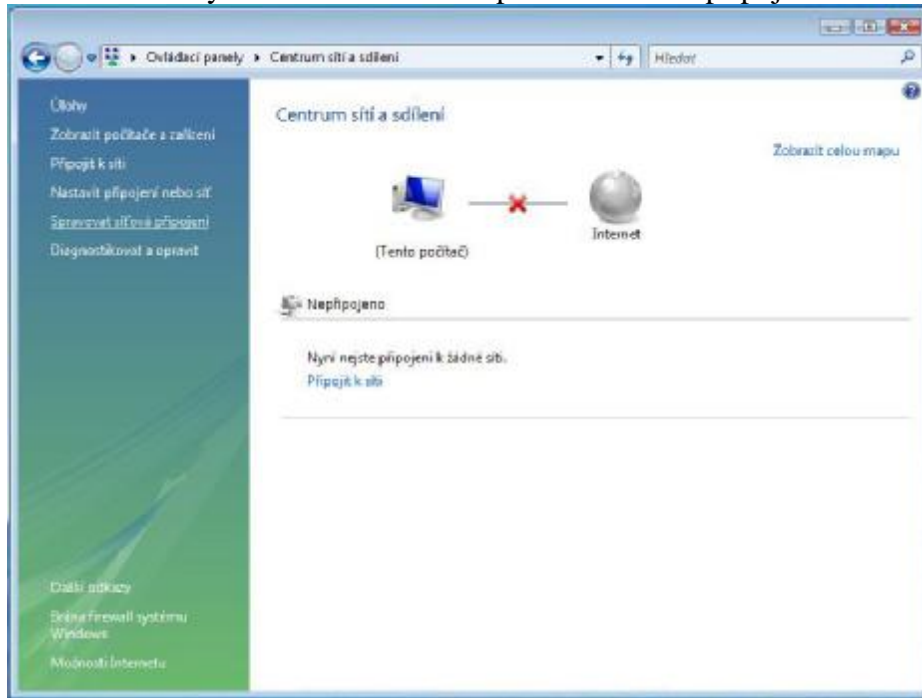 Ovládací panely ▸ Centrum sítí a sdílení
Hledat
Úlohy
Zobrazit počítače a zařízení
Připojit k síti
Nastavit připojení nebo síť
Spravovat síťová připojení
Diagnostikovat a opravit
Centrum sítí a sdílení
Zobrazit celou mapu
(Tento počítač)
Internet
Nepřipojeno
Nyní nejste připojeni k žádné síti.
Připojit k síti
Další odkazy
Brána firewall systému
Windows
Možnosti Internetu